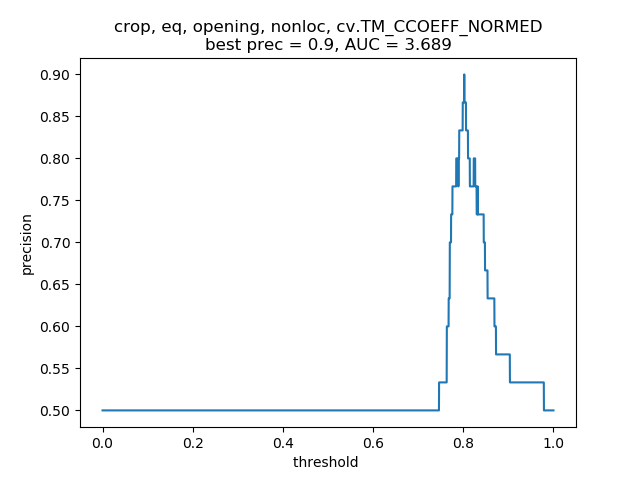 crop, eq, opening, nonloc, cv.TM_CCOEFF_NORMED
best prec = 0.9, AUC = 3.689
0.90
0.85
0.80
0.75
0.70
0.65
0.60
0.55
0.50
precision
0.0 0.2 0.4 0.6 0.8 1.0
threshold